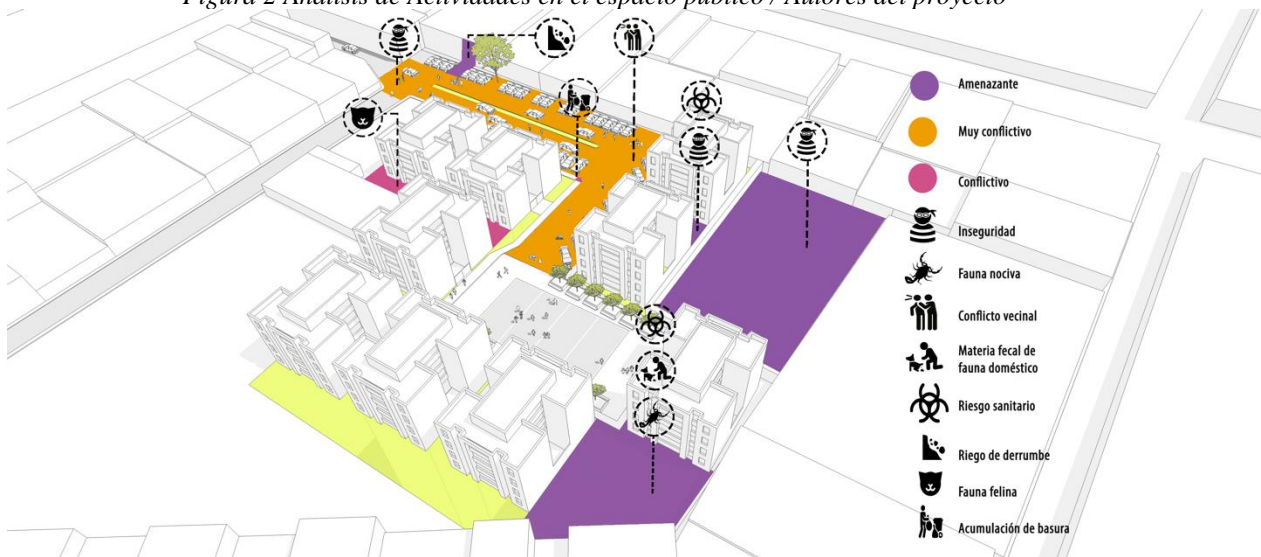 Figura 2 Análisis de Actividades en el espacio público / Autores del proyecto
Amenazante
Muy conflictivo
Conflictivo
Inseguridad
Fauna nociva
Conflicto vecinal
Materia fecal de
fauna doméstico
Riesgo sanitario
Riego de derrumbe
Fauna felina
Acumulación de basura